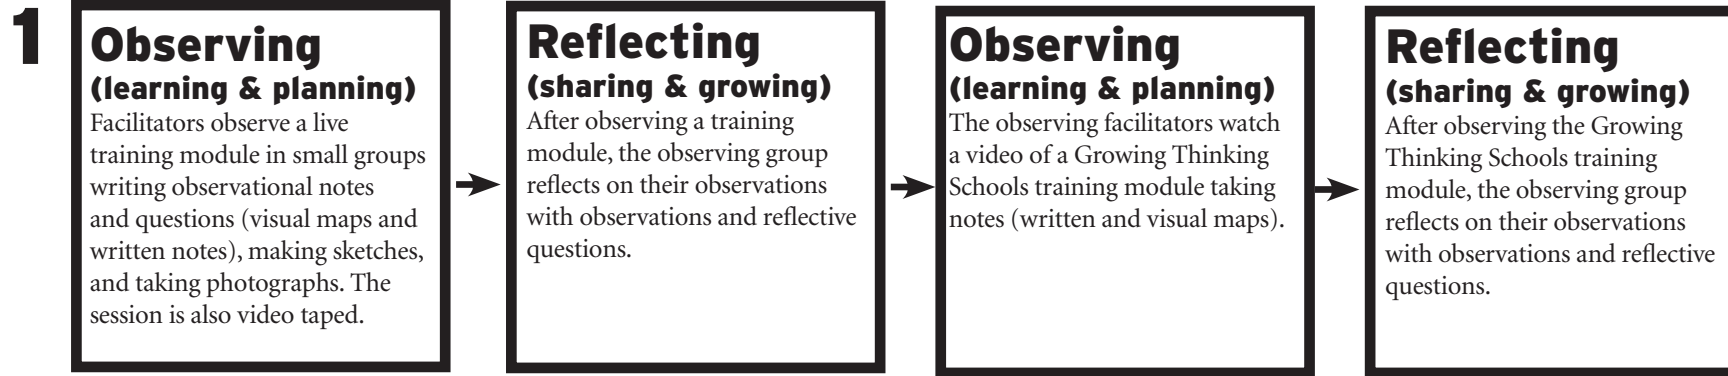 1
Observing
(learning & planning)
Facilitators observe a live
training module in small groups
writing observational notes
and questions (visual maps and
written notes), making sketches,
and taking photographs. The
session is also video taped.
Reflecting
(sharing & growing)
After observing a training
module, the observing group
reflects on their observations
with observations and reflective
questions.
Observing
(learning & planning)
The observing facilitators watch
a video of a Growing Thinking
Schools training module taking
notes (written and visual maps).
Reflecting
(sharing & growing)
After observing the Growing
Thinking Schools training
module, the observing group
reflects on their observations
with observations and reflective
questions.